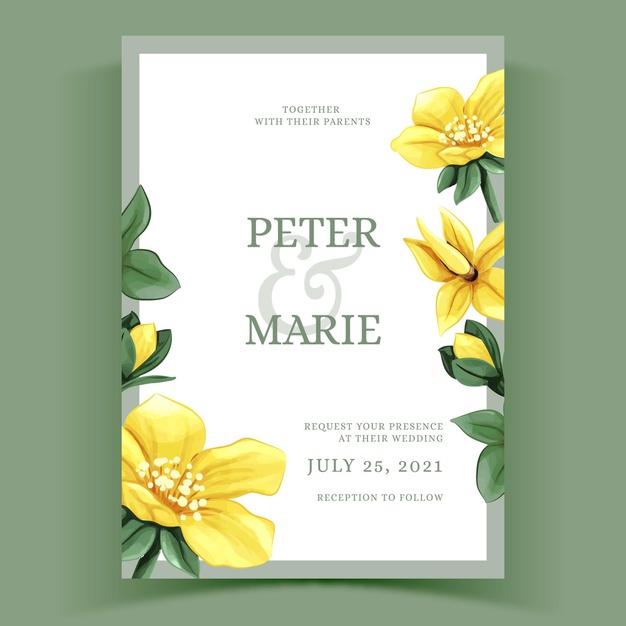 TOGETHER
WITH THEIR PARENTS
PETER
&
MARIE
REQUEST YOUR PRESENCE
AT THEIR WEDDING
JULY 25, 2021
RECEPTION TO FOLLOW